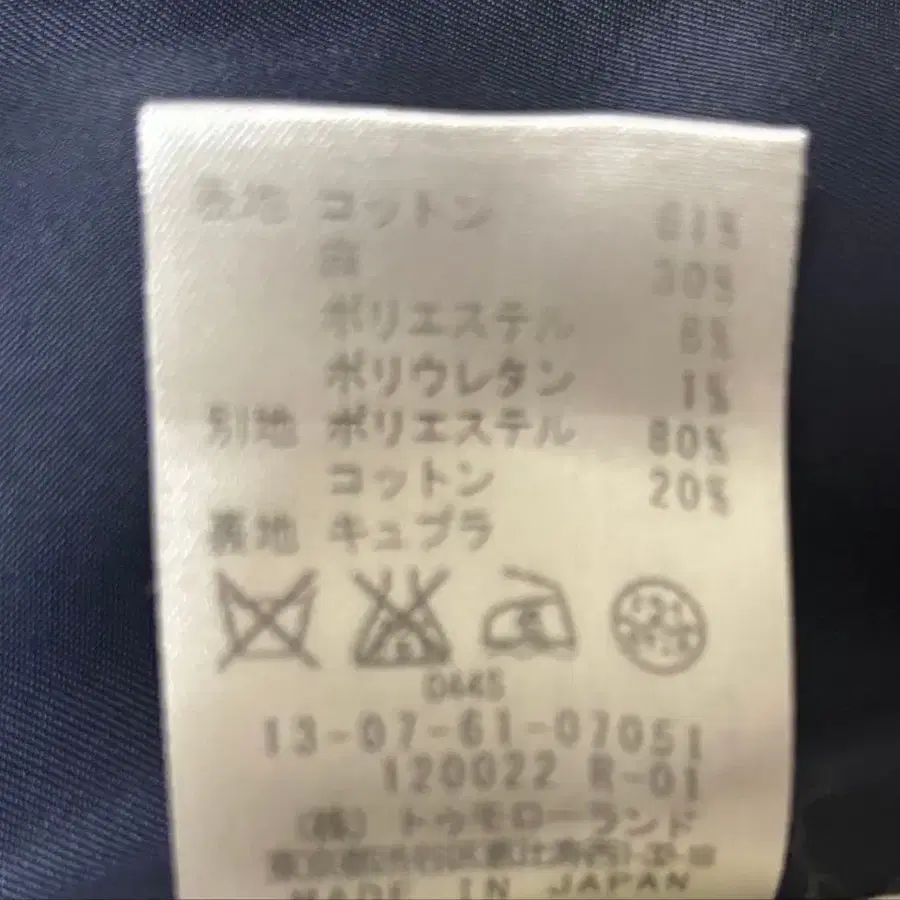 表地 コットン 61%
30%
ポリエステル 8%
ポリウレタン 1%
別地 ポリエステル 80%
コットン 20%
裏地 キュプラ
13-07-61-07051
120022 R-01
(株) トゥモローランド
MADE IN JAPAN